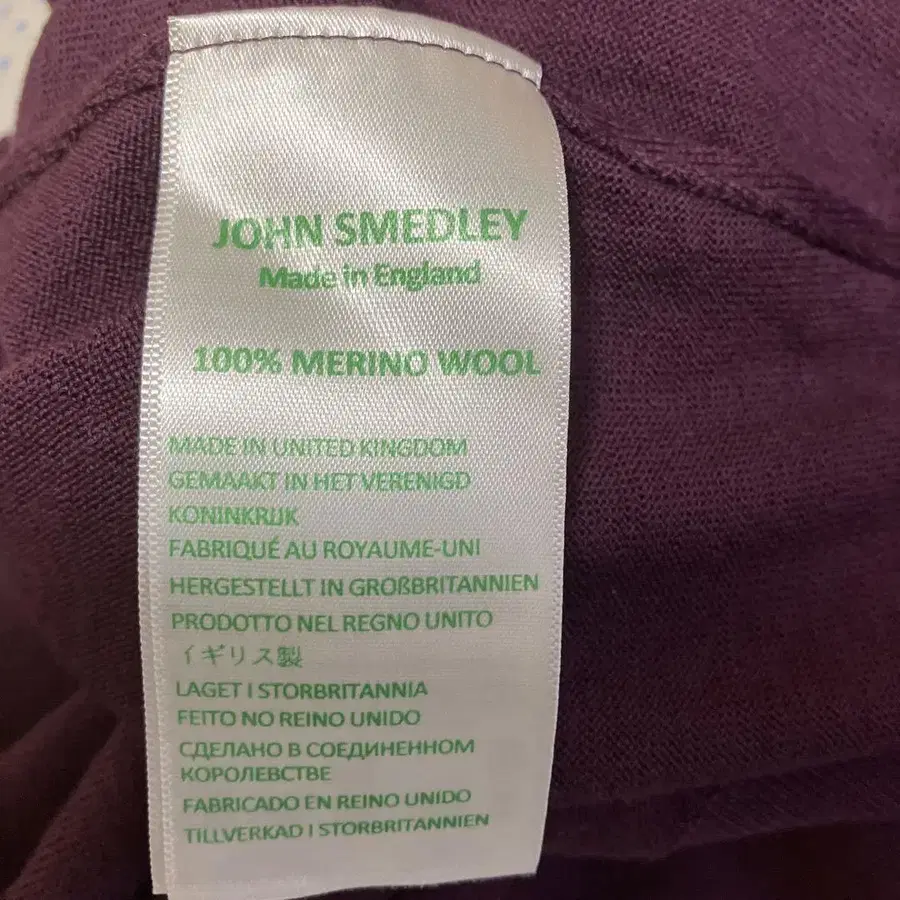 JOHN SMEDLEY
Made in England
100% MERINO WOOL
MADE IN UNITED KINGDOM
GEMAAKT IN HET VERENIGD
KONINKRIJK
FABRIQUÉ AU ROYAUME-UNI
HERGESTELLT IN GROßBRITANNIEN
PRODOTTO NEL REGNO UNITO
イギリス製
LAGET I STORBRITANNIA
FEITO NO REINO UNIDO
СДЕЛАНО В СОЕДИНЕННОМ
КОРОЛЕВСТВЕ
FABRICADO EN REINO UNIDO
TILLVERKAD I STORBRITANNIEN